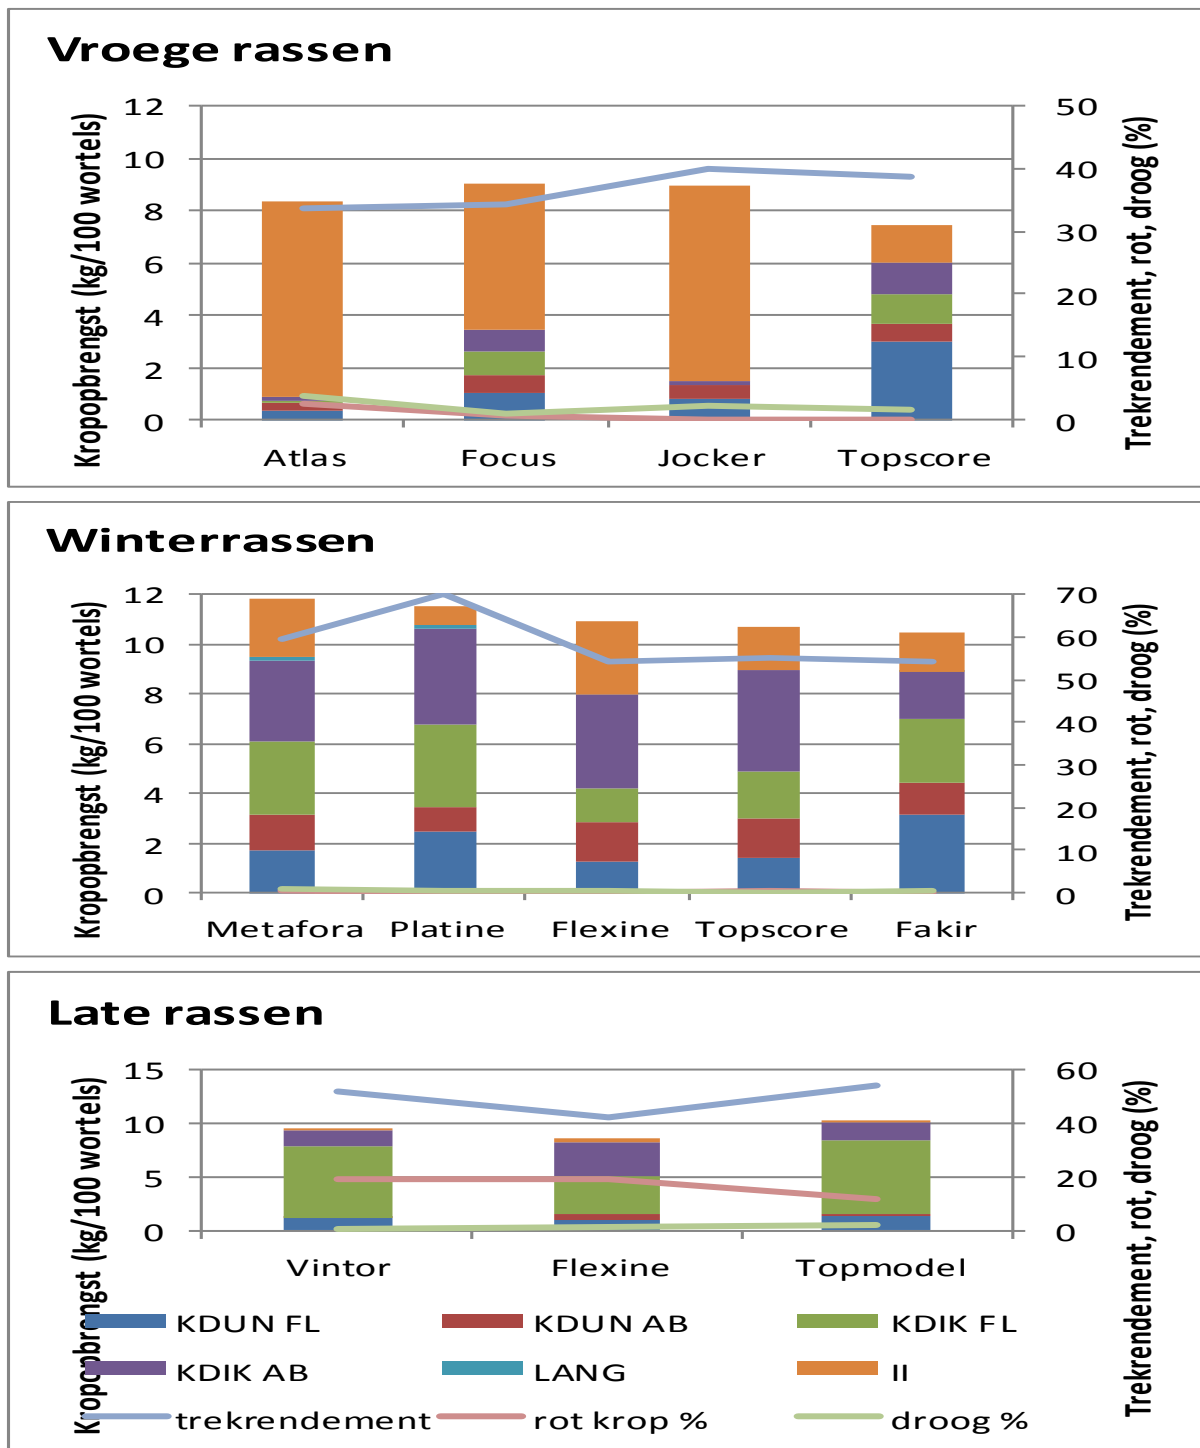 Vroege rassen
Kropopbrengst (kg/100 wortels)
12
10
8
6
4
2
0
50
40
30
20
10
0
Trekrendement, rot, droog (%)
Atlas Focus Jocker Topscore
Winterrassen
Kropopbrengst (kg/100 wortels)
12
10
8
6
4
2
0
70
60
50
40
30
20
10
0
Trekrendement, rot, droog (%)
Metafora Platine Flexine Topscore Fakir
Late rassen
Kropopbrengst (kg/100 wortels)
15
10
5
0
60
40
20
0
Trekrendement, rot, droog (%)
Vintor Flexine Topmodel
KDUN FL KDUN AB KDIK FL
KDIK AB LANG II
trekrendement rot krop % droog %